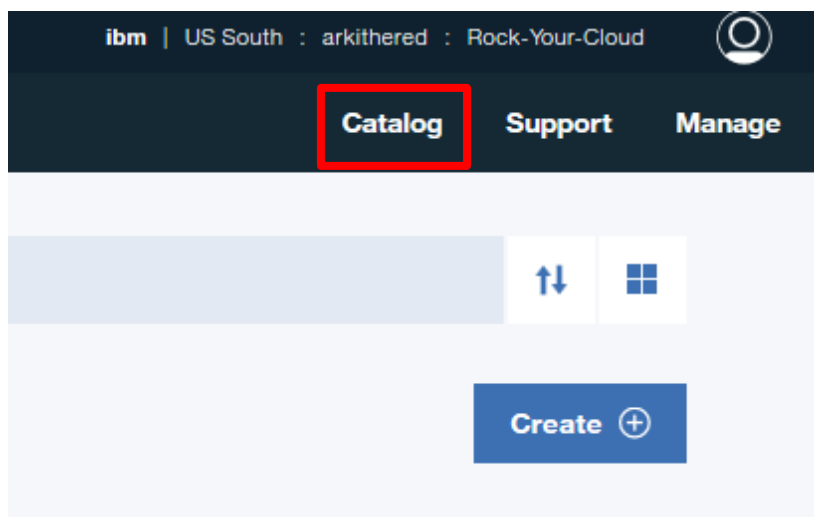 ibm | US South : arkithered : Rock-Your-Cloud
Catalog Support Manage
Create